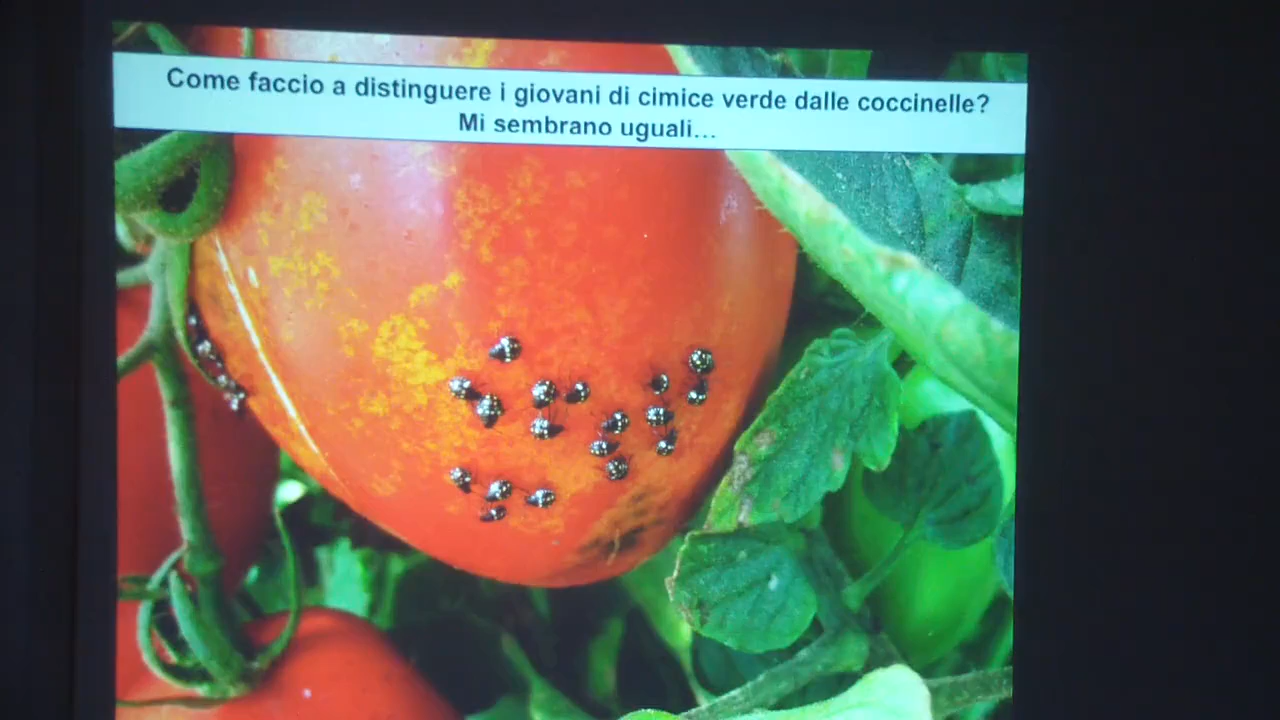 Come faccio a distinguere i giovani di cimice verde dalle coccinelle?
Mi sembrano uguali...